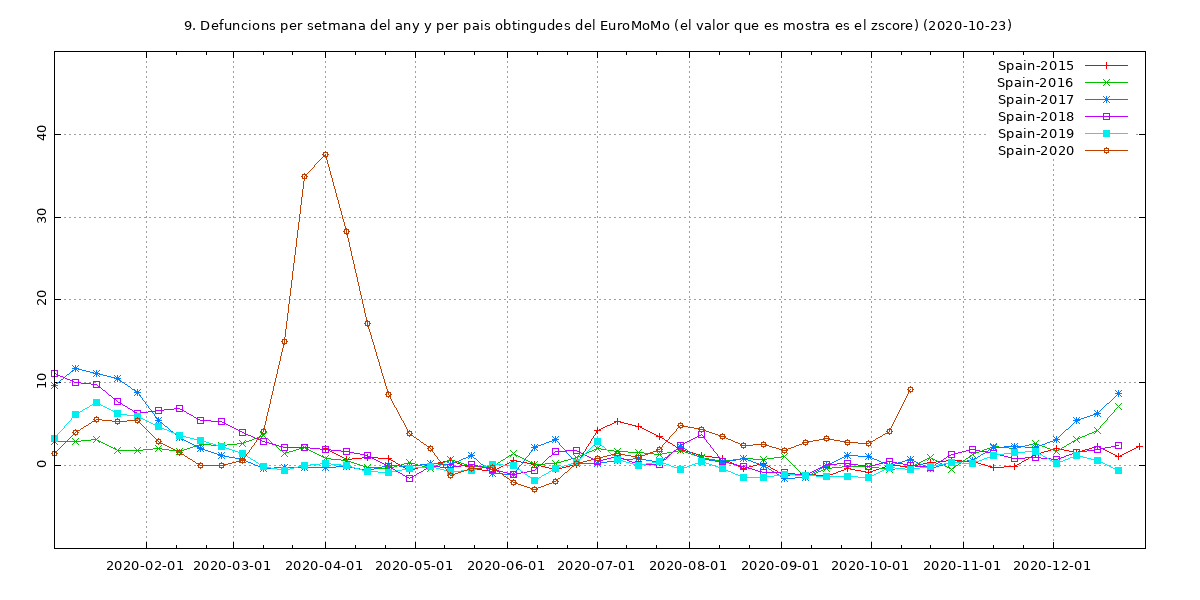 9. Defuncions per setmana del any y per pais obtingudes del EuroMoMo (el valor que es mostra es el zscore) (2020-10-23)
Spain-2015
Spain-2016
Spain-2017
Spain-2018
Spain-2019
Spain-2020
40
30
20
10
0
2020-02-01 2020-03-01 2020-04-01 2020-05-01 2020-06-01 2020-07-01 2020-08-01 2020-09-01 2020-10-01 2020-11-01 2020-12-01